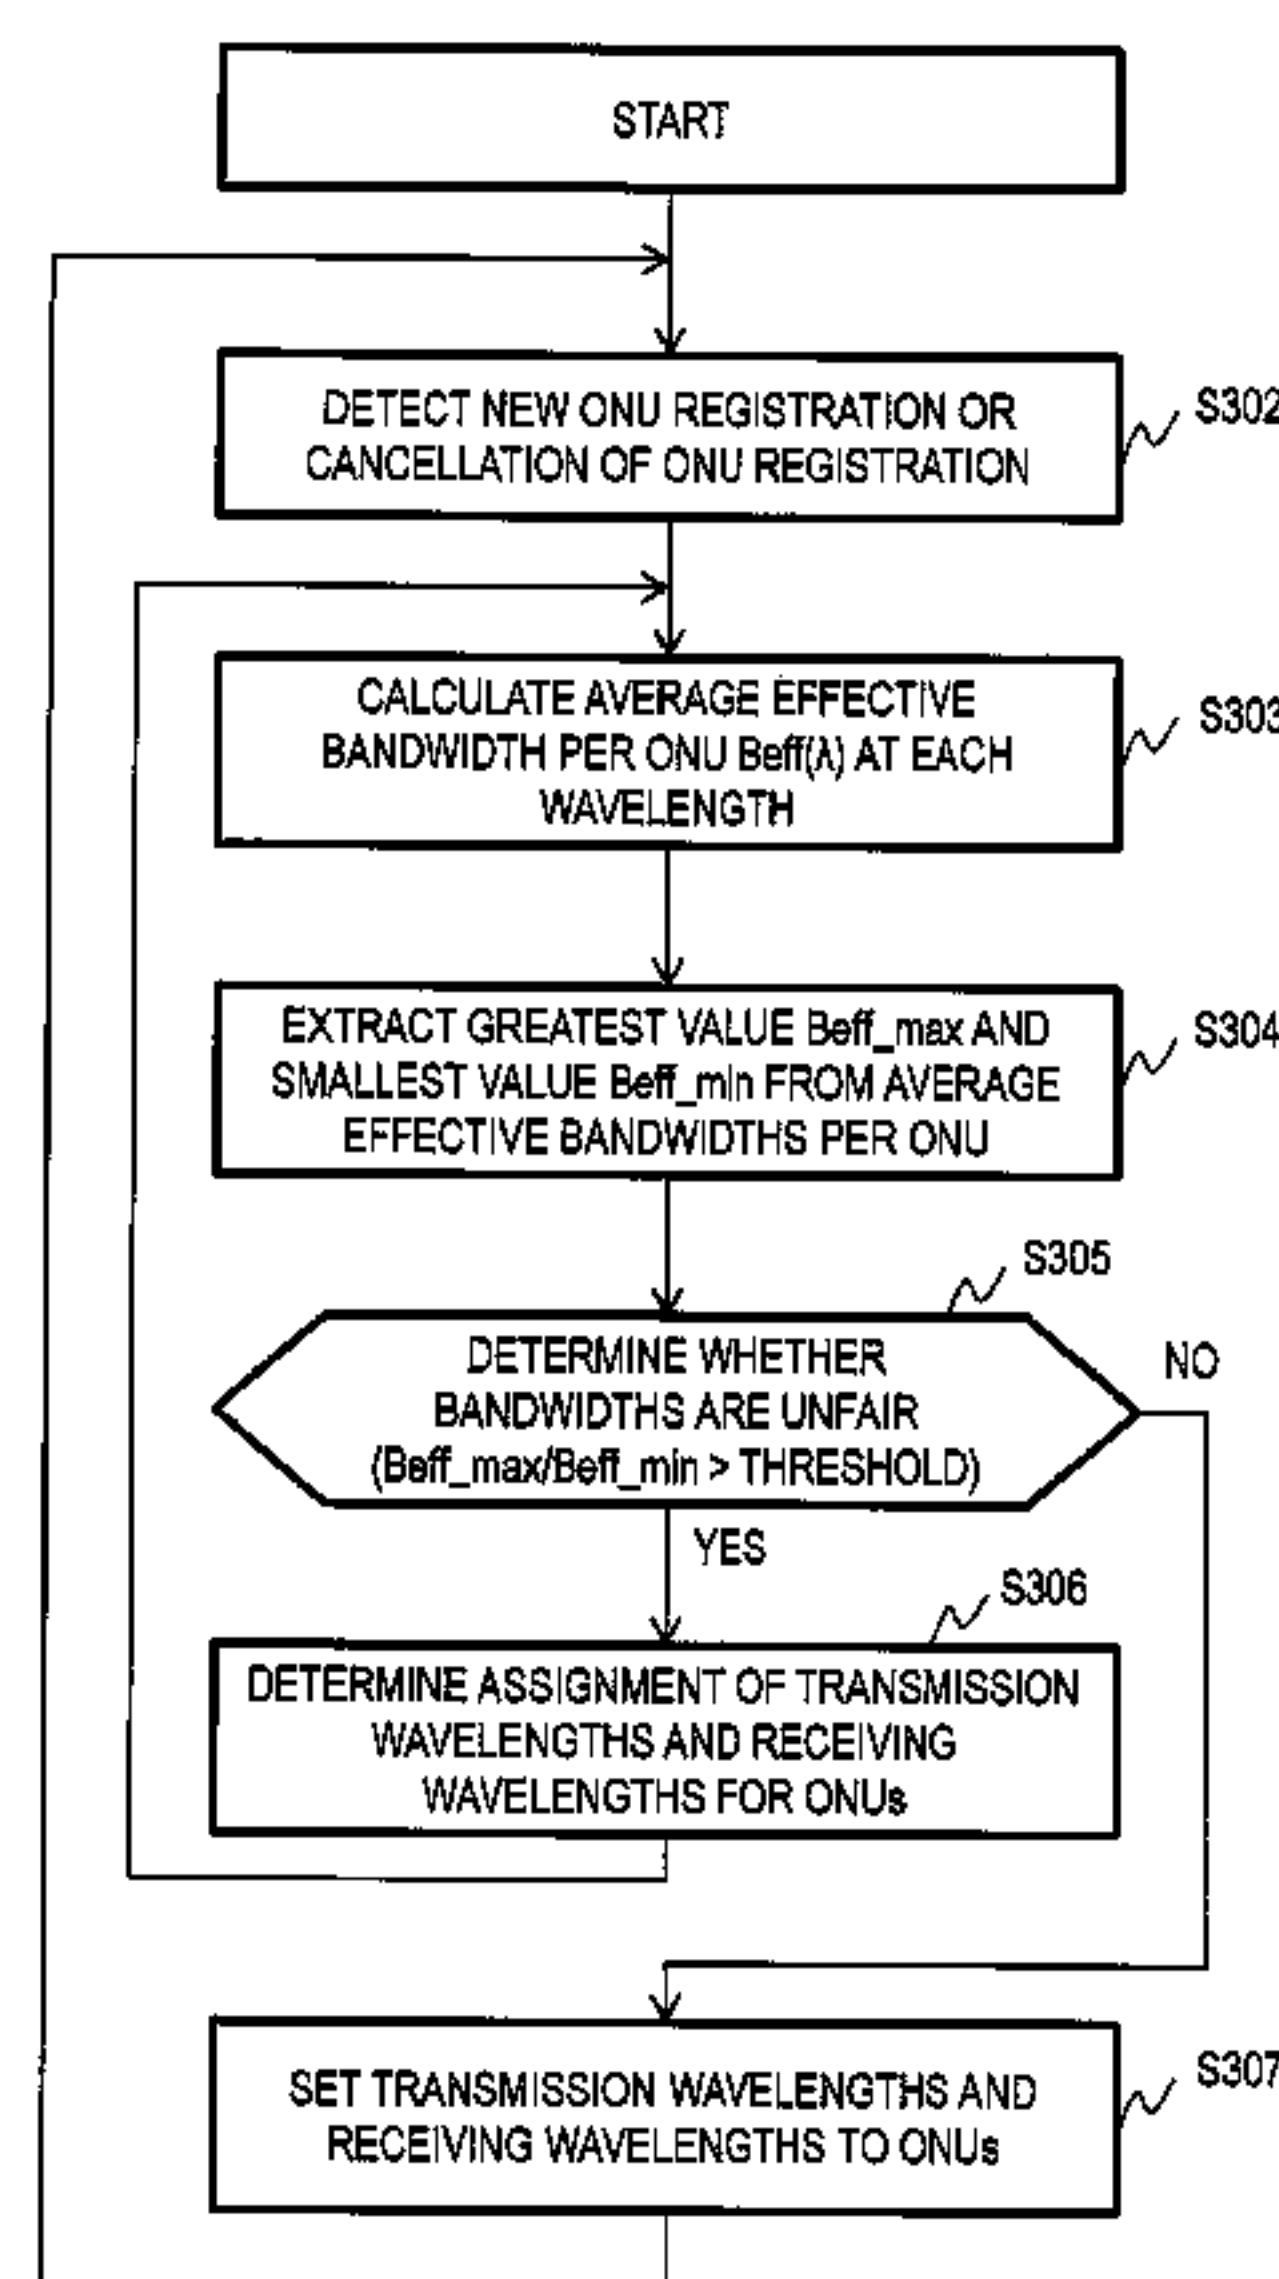 START
DETECT NEW ONU REGISTRATION OR
CANCELLATION OF ONU REGISTRATION
S302
CALCULATE AVERAGE EFFECTIVE
BANDWIDTH PER ONU Beff(λ) AT EACH
WAVELENGTH
S303
EXTRACT GREATEST VALUE Beff_max AND
SMALLEST VALUE Beff_min FROM AVERAGE
EFFECTIVE BANDWIDTHS PER ONU
S304
S305
DETERMINE WHETHER
BANDWIDTHS ARE UNFAIR
(Beff_max/Beff_min > THRESHOLD)
NO
YES
S306
DETERMINE ASSIGNMENT OF TRANSMISSION
WAVELENGTHS AND RECEIVING
WAVELENGTHS FOR ONUs
SET TRANSMISSION WAVELENGTHS AND
RECEIVING WAVELENGTHS TO ONUs
S307